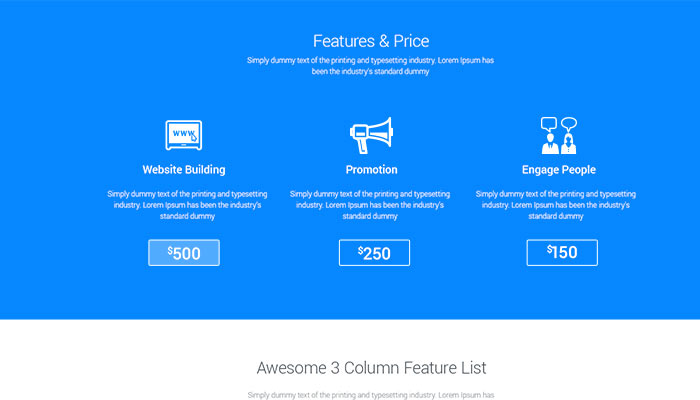 Features & Price
Simply dummy text of the printing and typesetting industry. Lorem Ipsum has
been the industry's standard dummy
www
Website Building
Promotion
Engage People
Simply dummy text of the printing and typesetting
industry. Lorem Ipsum has been the industry's
standard dummy
Simply dummy text of the printing and typesetting
industry. Lorem Ipsum has been the industry's
standard dummy
Simply dummy text of the printing and typesetting
industry. Lorem Ipsum has been the industry's
standard dummy
$500
$250
$150
Awesome 3 Column Feature List
Simply dummy text of the printing and typesetting industry. Lorem Ipsum has